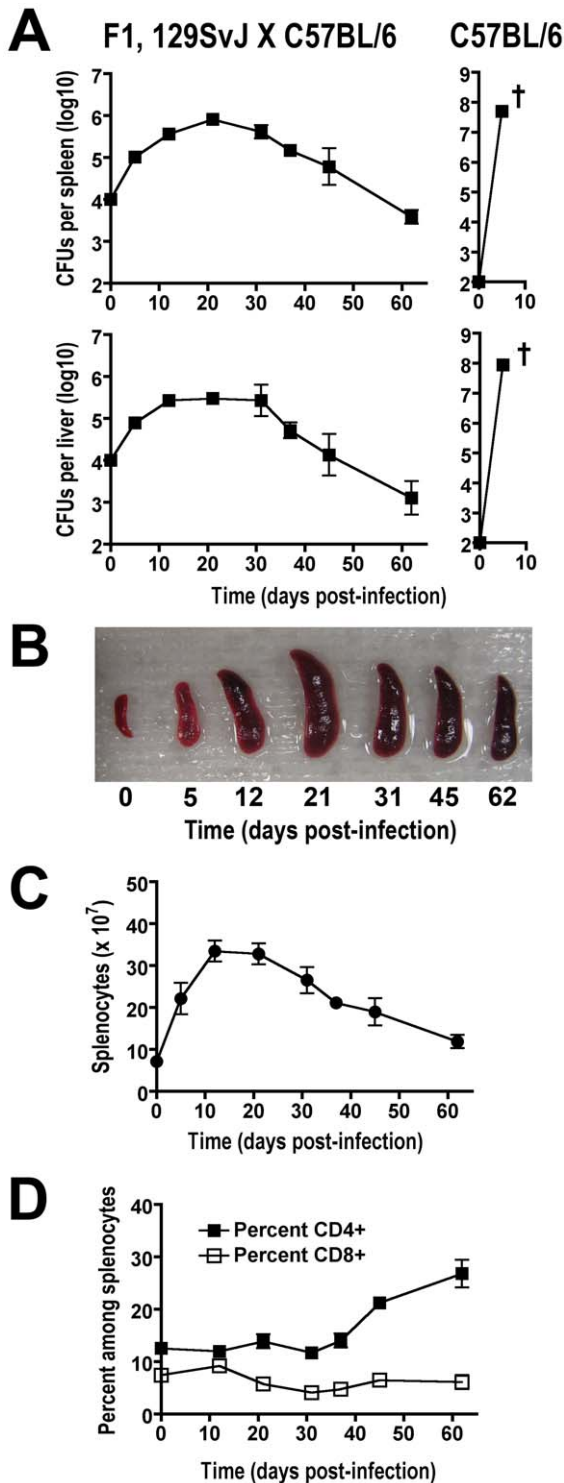 A
F1, 129SvJ X C57BL/6
C57BL/6
CFUs per spleen (log10)
7
6
5
4
3
2
0 10 20 30 40 50 60
9
8
7
6
5
4
3
2
†
0 10
CFUs per liver (log10)
7
6
5
4
3
2
0 10 20 30 40 50 60
9
8
7
6
5
4
3
2
†
0 10
Time (days post-infection)
B
0 5 12 21 31 45 62
Time (days post-infection)
C
Splenocytes (x 10⁷)
50
40
30
20
10
0
0 10 20 30 40 50 60
Time (days post-infection)
D
Percent among splenocytes
40
30
20
10
0
Percent CD4+
Percent CD8+
0 10 20 30 40 50 60
Time (days post-infection)